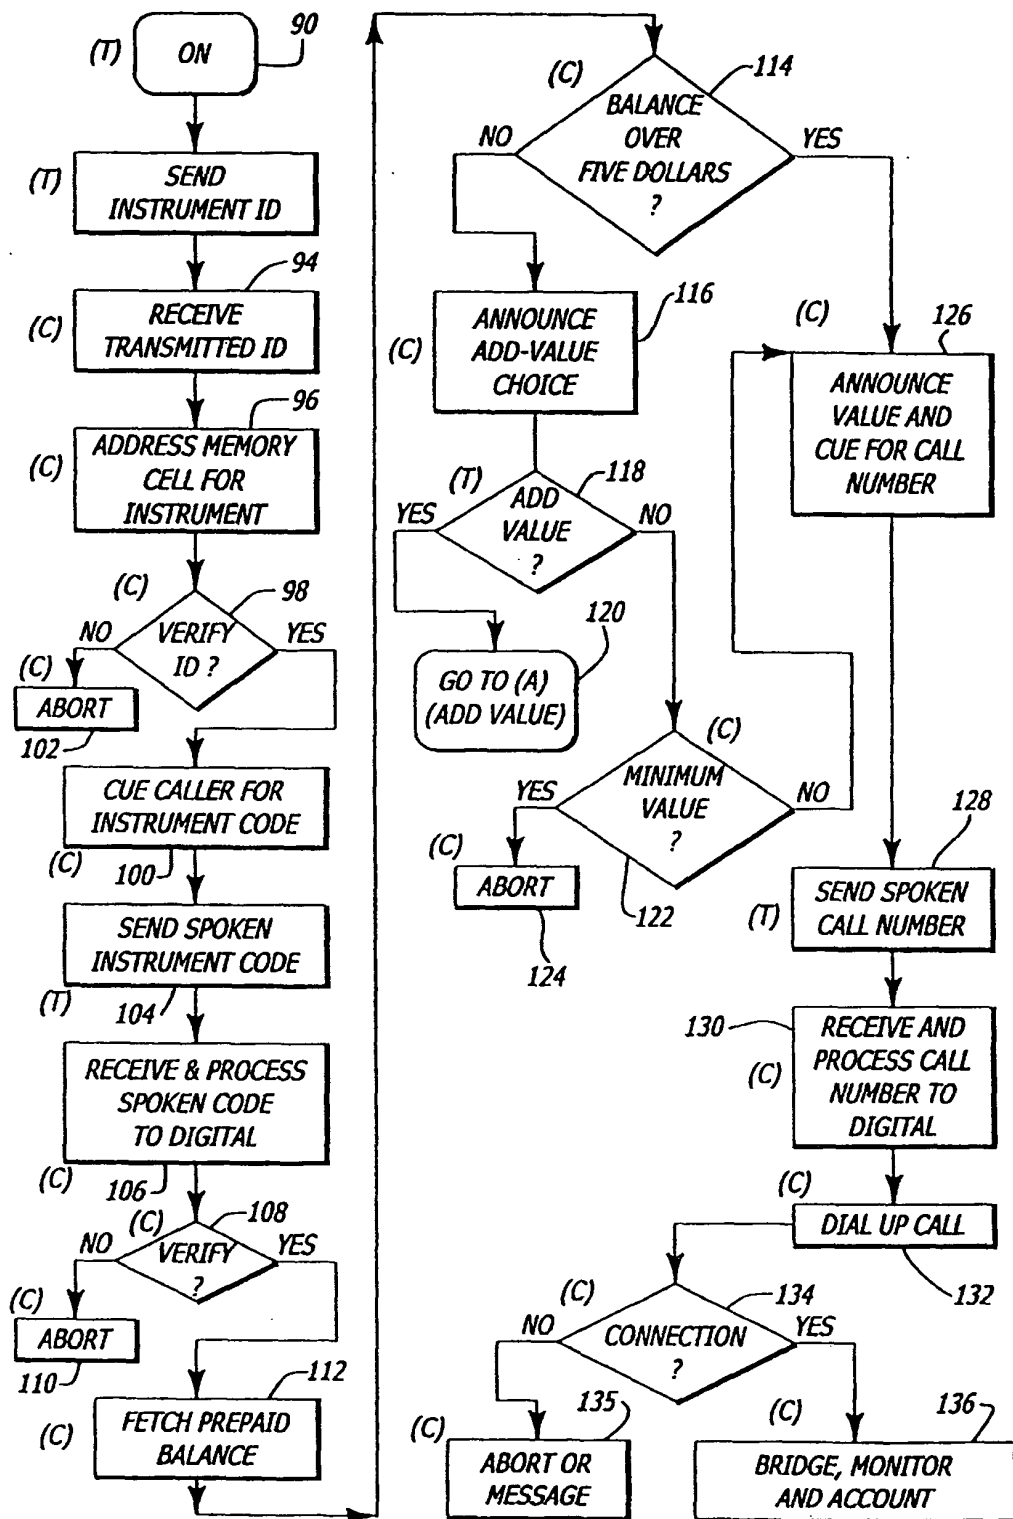 90
(T)
ON
(T)
SEND
INSTRUMENT ID
94
(C)
RECEIVE
TRANSMITTED ID
96
(C)
ADDRESS MEMORY
CELL FOR
INSTRUMENT
(C)
98
NO
VERIFY
ID ?
YES
(C)
ABORT
102
CUE CALLER FOR
INSTRUMENT CODE
(C)
100
SEND SPOKEN
INSTRUMENT CODE
(T)
104
RECEIVE & PROCESS
SPOKEN CODE
TO DIGITAL
(C)
106
(C)
108
NO
VERIFY
?
YES
(C)
ABORT
110
112
(C)
FETCH PREPAID
BALANCE
(C)
114
NO
BALANCE
OVER
FIVE DOLLARS
?
YES
116
(C)
ANNOUNCE
ADD-VALUE
CHOICE
(T)
118
YES
ADD
VALUE
?
NO
120
GO TO (A)
(ADD VALUE)
(C)
YES
MINIMUM
VALUE
?
NO
122
(C)
ABORT
124
(C)
126
ANNOUNCE
VALUE AND
CUE FOR CALL
NUMBER
128
(T)
SEND SPOKEN
CALL NUMBER
130
(C)
RECEIVE AND
PROCESS CALL
NUMBER TO
DIGITAL
(C)
DIAL UP CALL
132
(C)
134
NO
CONNECTION
?
YES
135
(C)
ABORT OR
MESSAGE
(C)
136
BRIDGE, MONITOR
AND ACCOUNT